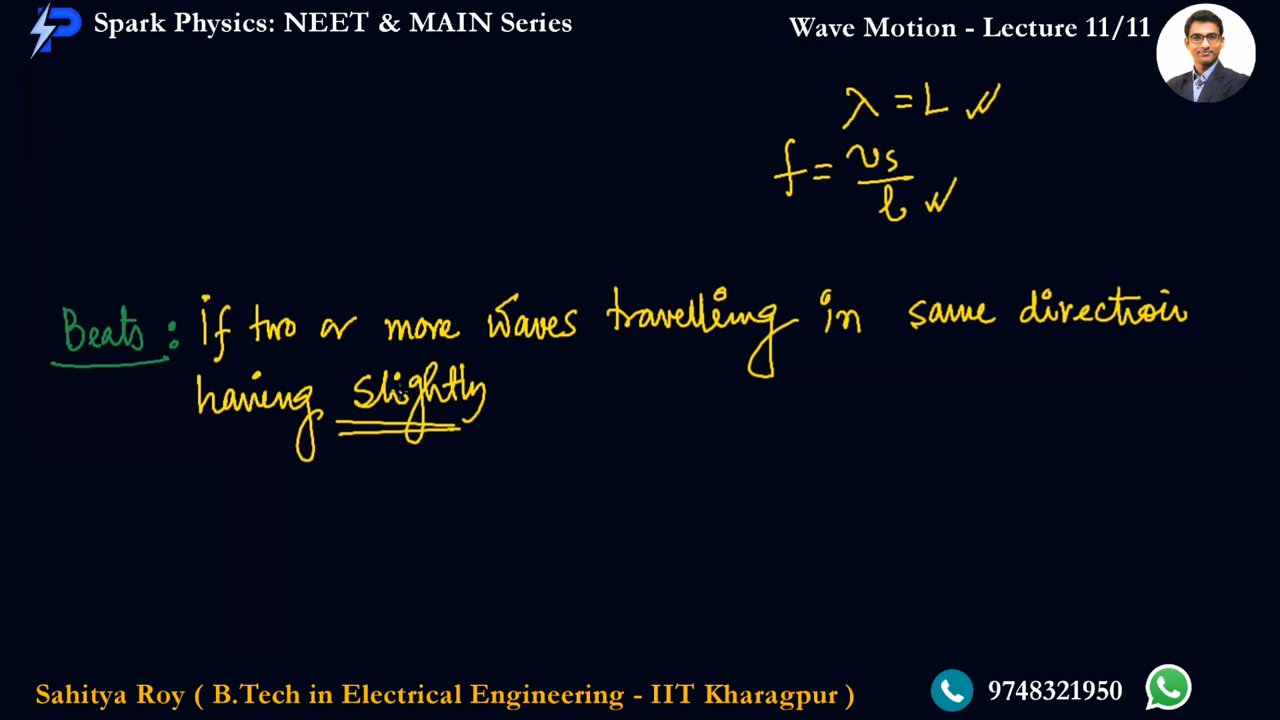 Spark Physics: NEET & MAIN Series
Wave Motion - Lecture 11/11
λ = L
f = vs/l
Beats : If two or more waves travelling in same direction
having slightly
Sahitya Roy ( B.Tech in Electrical Engineering - IIT Kharagpur )
9748321950